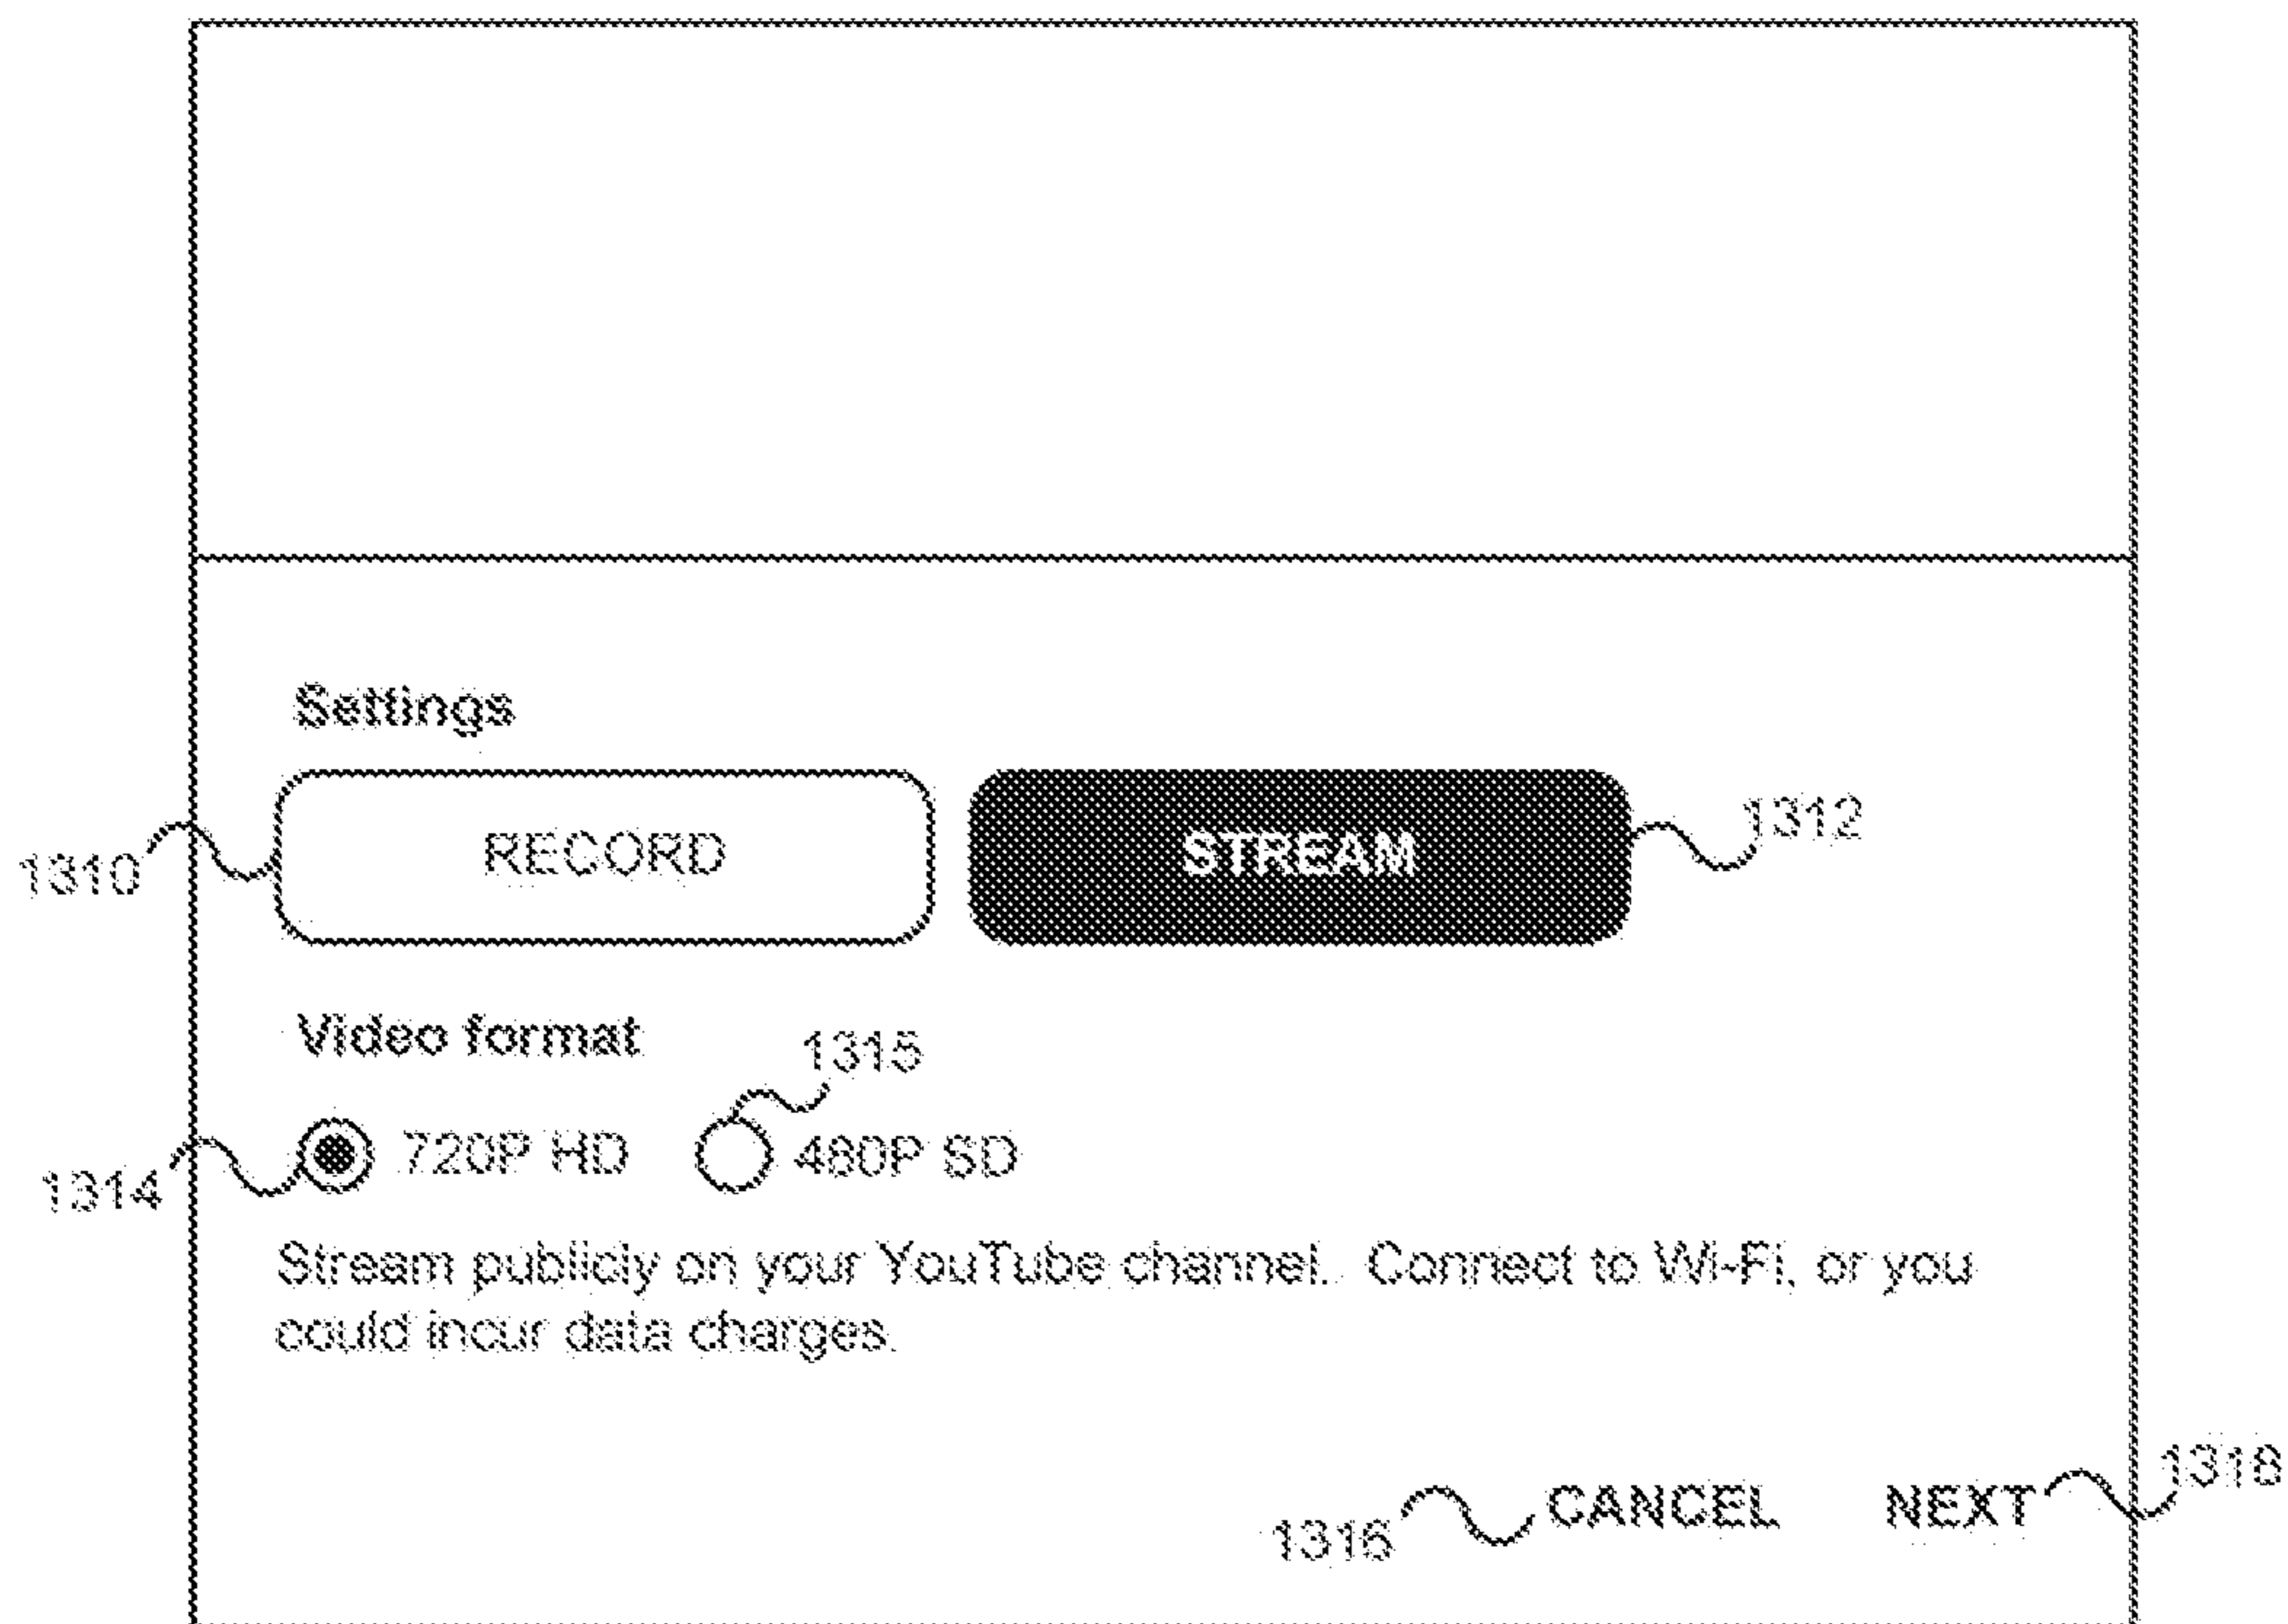 Settings
1310 RECORD STREAM 1312
Video format
1315
1314 720P HD 480P SD
Stream publicly on your YouTube channel. Connect to Wi-Fi, or you
could incur data charges.
1316 CANCEL NEXT 1318